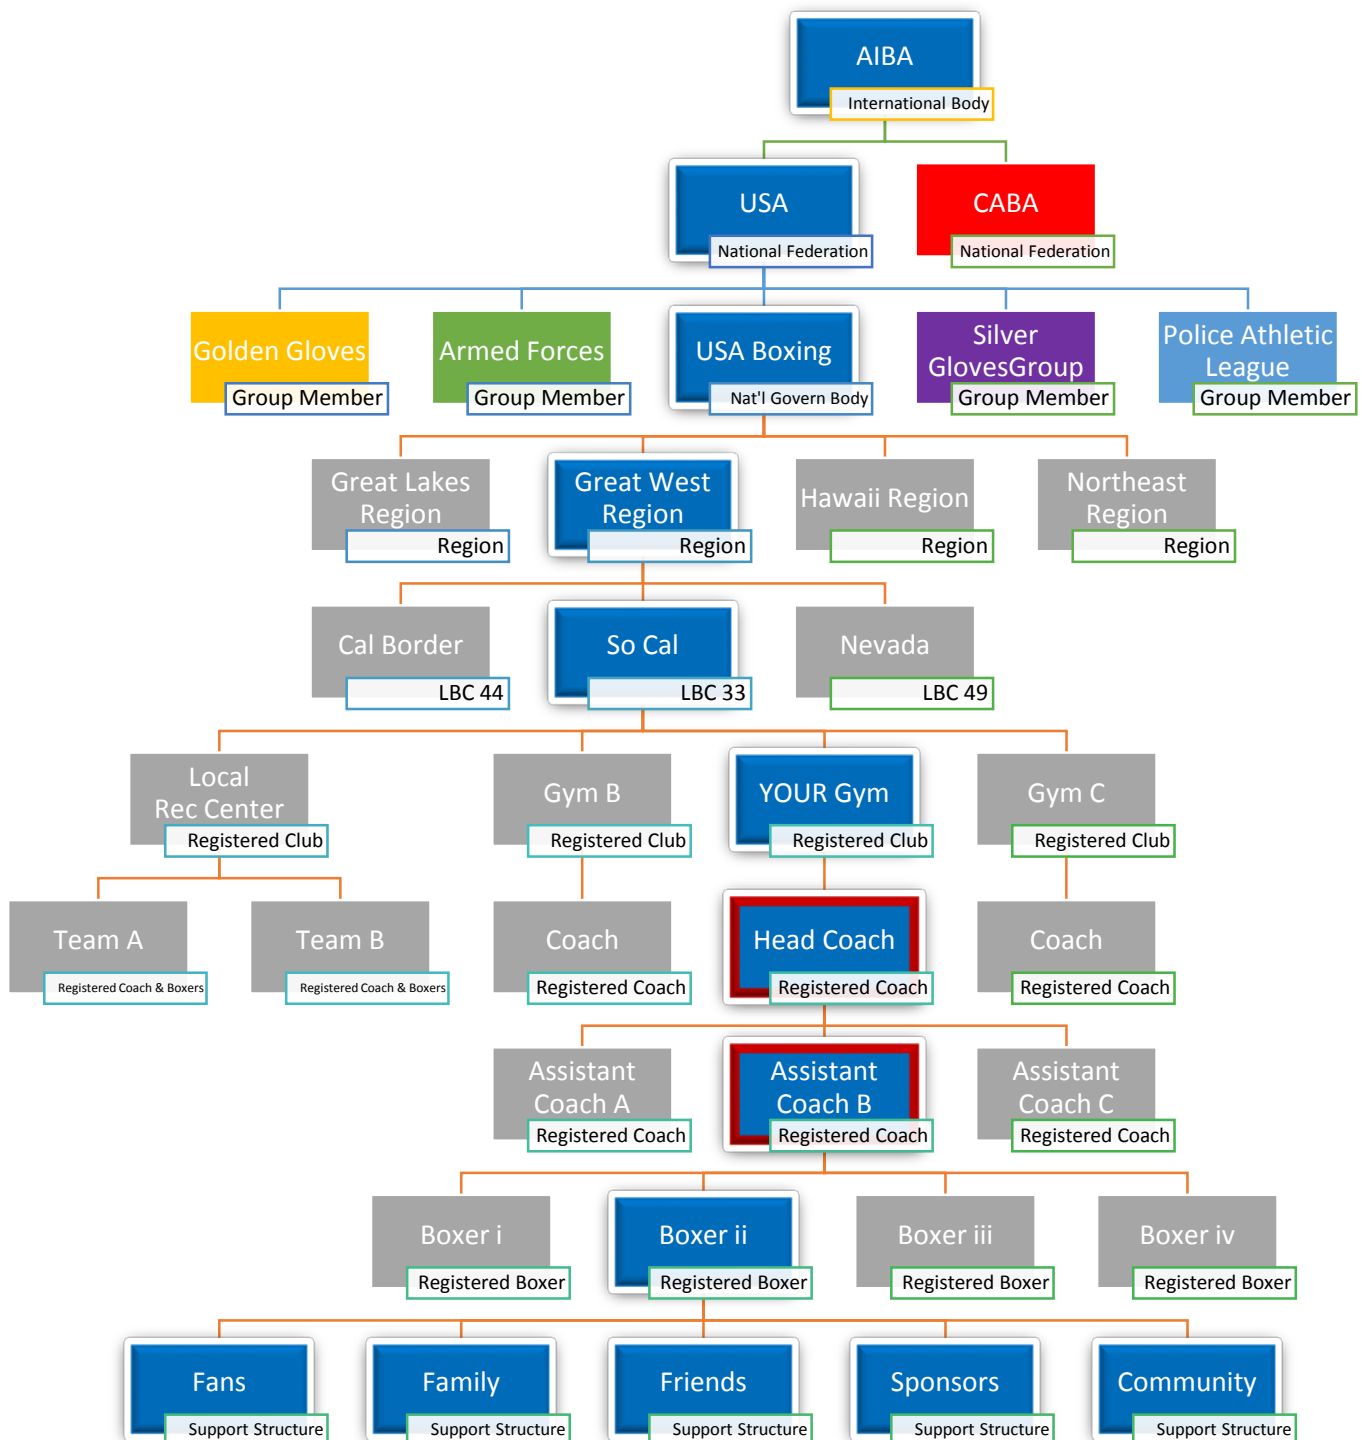 AIBA
International Body
USA
National Federation
CABA
National Federation
Golden Gloves
Group Member
Armed Forces
Group Member
USA Boxing
Nat'l Govern Body
Silver
GlovesGroup
Group Member
Police Athletic
League
Group Member
Great Lakes
Region
Region
Great West
Region
Region
Hawaii Region
Region
Northeast
Region
Region
Cal Border
LBC 44
So Cal
LBC 33
Nevada
LBC 49
Local
Rec Center
Registered Club
Gym B
Registered Club
YOUR Gym
Registered Club
Gym C
Registered Club
Team A
Registered Coach & Boxers
Team B
Registered Coach & Boxers
Coach
Registered Coach
Head Coach
Registered Coach
Coach
Registered Coach
Assistant
Coach A
Registered Coach
Assistant
Coach B
Registered Coach
Assistant
Coach C
Registered Coach
Boxer i
Registered Boxer
Boxer ii
Registered Boxer
Boxer iii
Registered Boxer
Boxer iv
Registered Boxer
Fans
Support Structure
Family
Support Structure
Friends
Support Structure
Sponsors
Support Structure
Community
Support Structure